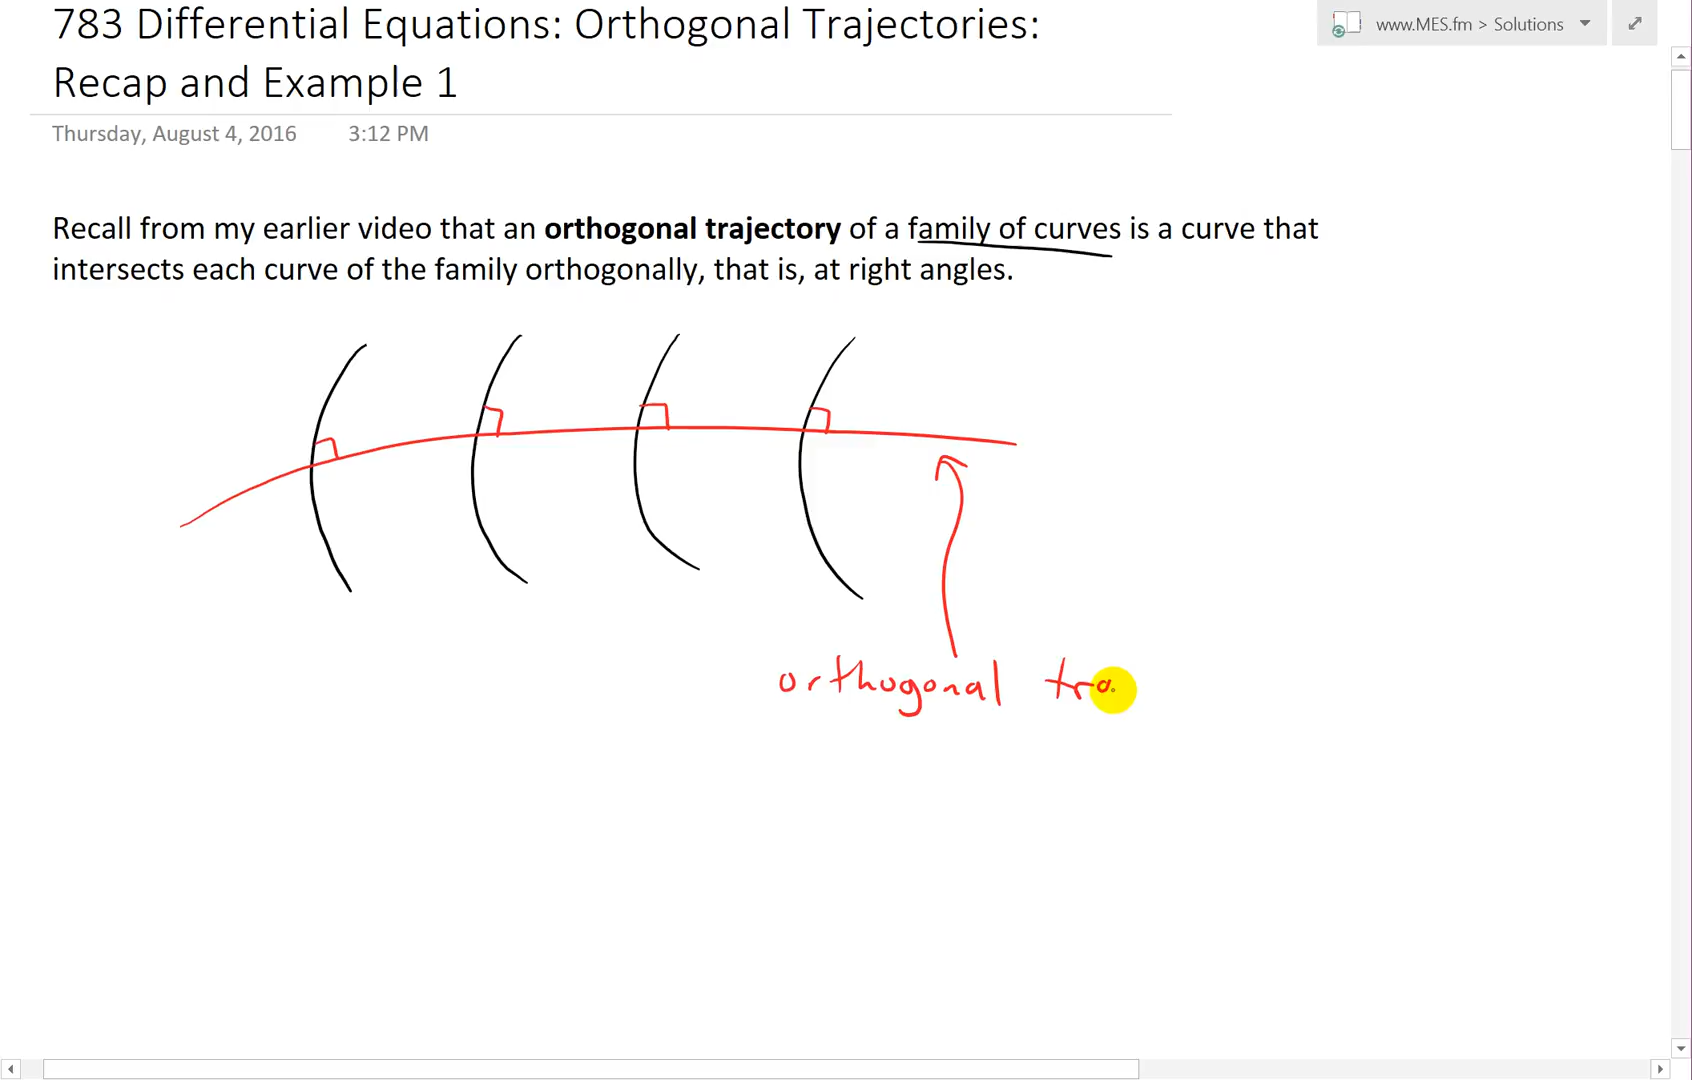 783 Differential Equations: Orthogonal Trajectories:
Recap and Example 1
www.MES.fm > Solutions
Thursday, August 4, 2016 3:12 PM
Recall from my earlier video that an orthogonal trajectory of a family of curves is a curve that
intersects each curve of the family orthogonally, that is, at right angles.
orthogonal tra